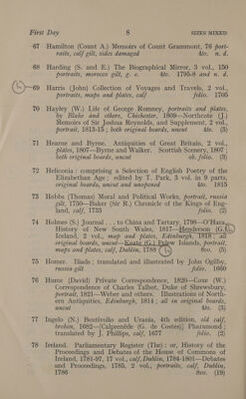 First Day 8 SIZES MIXED
67 Hamilton (Count A.) Memoirs of Count Grammont, 76 port-
raits, calf gilt, sides damaged 4to. n. d.
68 Harding (S. and E.) The Biographical Mirror, 3 vol., 150
portraits, morocco gilt, g. e. 4to. 1795-8 and n. d.
69 Harris (John) Collection of Voyages and Travels, 2 vol.,
portraits, maps and plates, calf folio. 1705
70 Hayley (W.) Life of George Romney, portraits and plates,
by Blake and others, Chichester, 1809—Northcote (J.)
Memoirs of Sir Joshua Reynolds, and Supplement, 2 vol.,
portrait, 1813-15; both original boards, uncut 4to. (3)
71 Hearne and Byrne. Antiquities of Great Britain, 2 vol.,
plates, 1807—Byrne and Walker. Scottish Scenery, 1807;
both original boards, uncut ob. folio. (3)
72 Heliconia: comprising a Selection of English Poetry of the
Elizabethan Age; edited by T. Park, 3 vol. in 9 parts,
original boards, uncut and unopened 4to. 1815
73 Hobbs (Thomas) Moral and Political Works, portrait, russia
gilt, 1750—Baker (Sir R.) Chronicle of the Kings of Eng-
land, calf, 1733 folio. (2)
74 Holmes (S.) Journal . . to China and Tartary, 1798—O'Hara
History of New South Wales, 1817—Henderson
Iceland, 2 vol., map and plates, Edinburgh, 1818; all
original boards, uncut—Keate (G.) Pelew Islands, portrait,
maps and plates, calf, Dublin, 1788 8vo. (5)
75 Homer. Iliads; translated and illustrated by John Ogilby,
russia gilt folio. 1660
76 Hume (David) Private Correspondence, 1820—Coxe (W.)
Correspondence of Charles Talbot, Duke of Shrewsbury,
portrait, 1821—Weber and others. Illustrations of North-
ern Antiquities, Edinburgh, 1814; all in original boards,
uncut 4to. (3)
77 Ingelo (N.) Bentivolio and Urania, 4th edition, old calf,
broken, 1682—Calprenède (G. de Costes) Pharamond;
translated by J. Phillips, calf, 1677 folio. (2)
78 Ireland. Parliamentary Register (The): or, History of the
Proceedings and Debates of the House of Commons of
Ireland, 1781-97, 17 vol., calf, Dublin, 1784-1801—Debates
and Proceedings, 1785, 2 vol., portraits, calf, Dublin,
1786 8vo. (19)